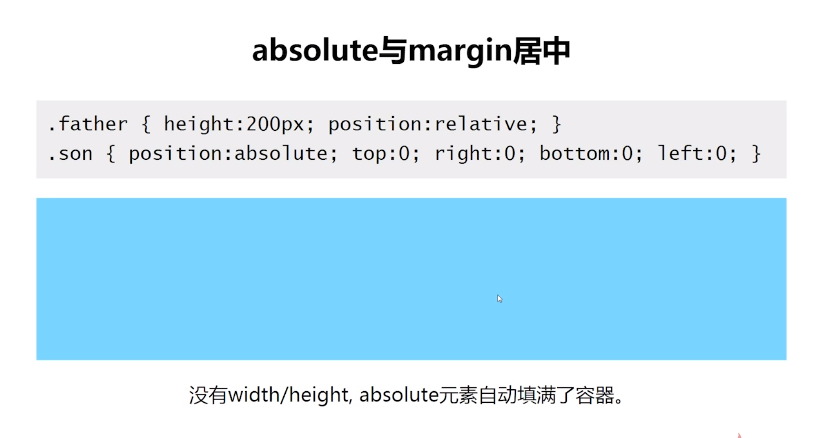 absolute与margin居中
.father { height:200px; position:relative; }
.son { position:absolute; top:0; right:0; bottom:0; left:0; }
没有width/height, absolute元素自动填满了容器。